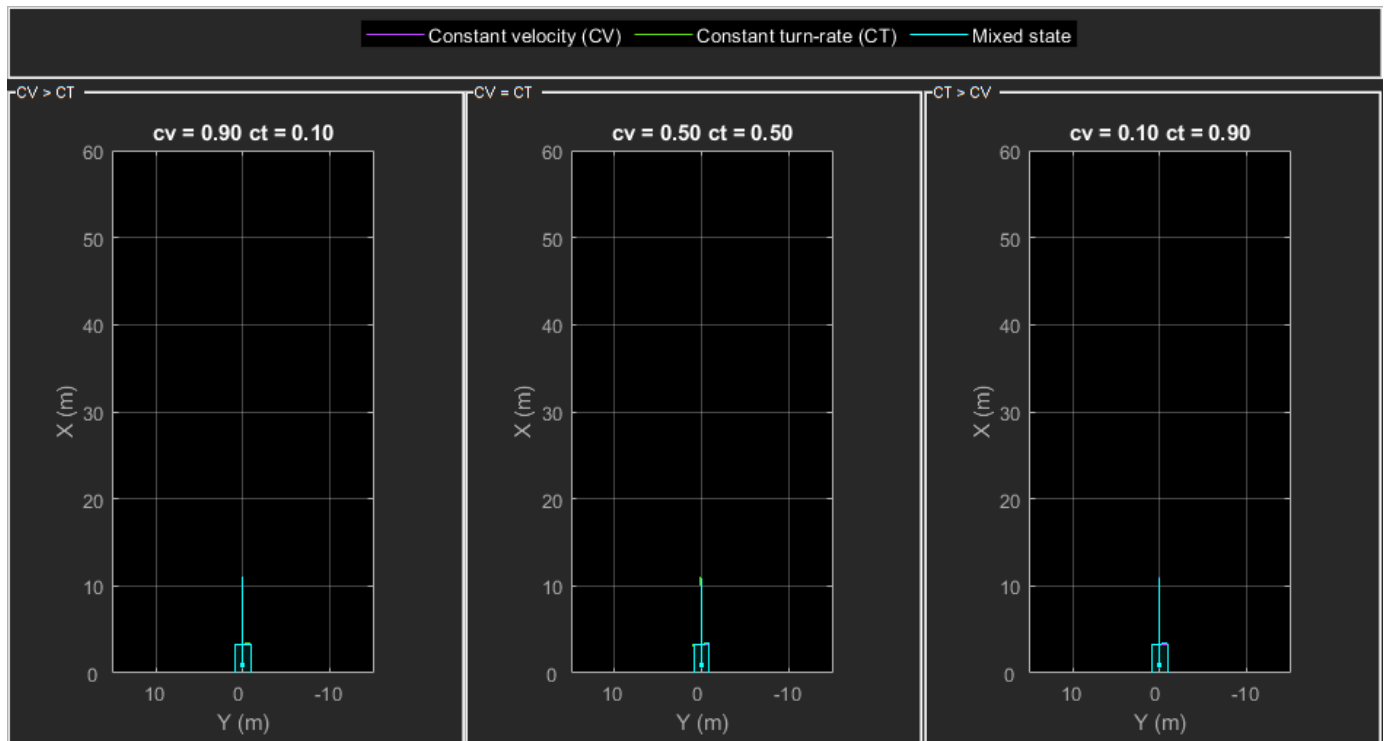 Constant velocity (CV) Constant turn-rate (CT) Mixed state
CV > CT
cv = 0.90 ct = 0.10
60
50
40
30
20
10
0
X (m)
10 0 -10
Y (m)
CV = CT
cv = 0.50 ct = 0.50
60
50
40
30
20
10
0
X (m)
10 0 -10
Y (m)
CT > CV
cv = 0.10 ct = 0.90
60
50
40
30
20
10
0
X (m)
10 0 -10
Y (m)